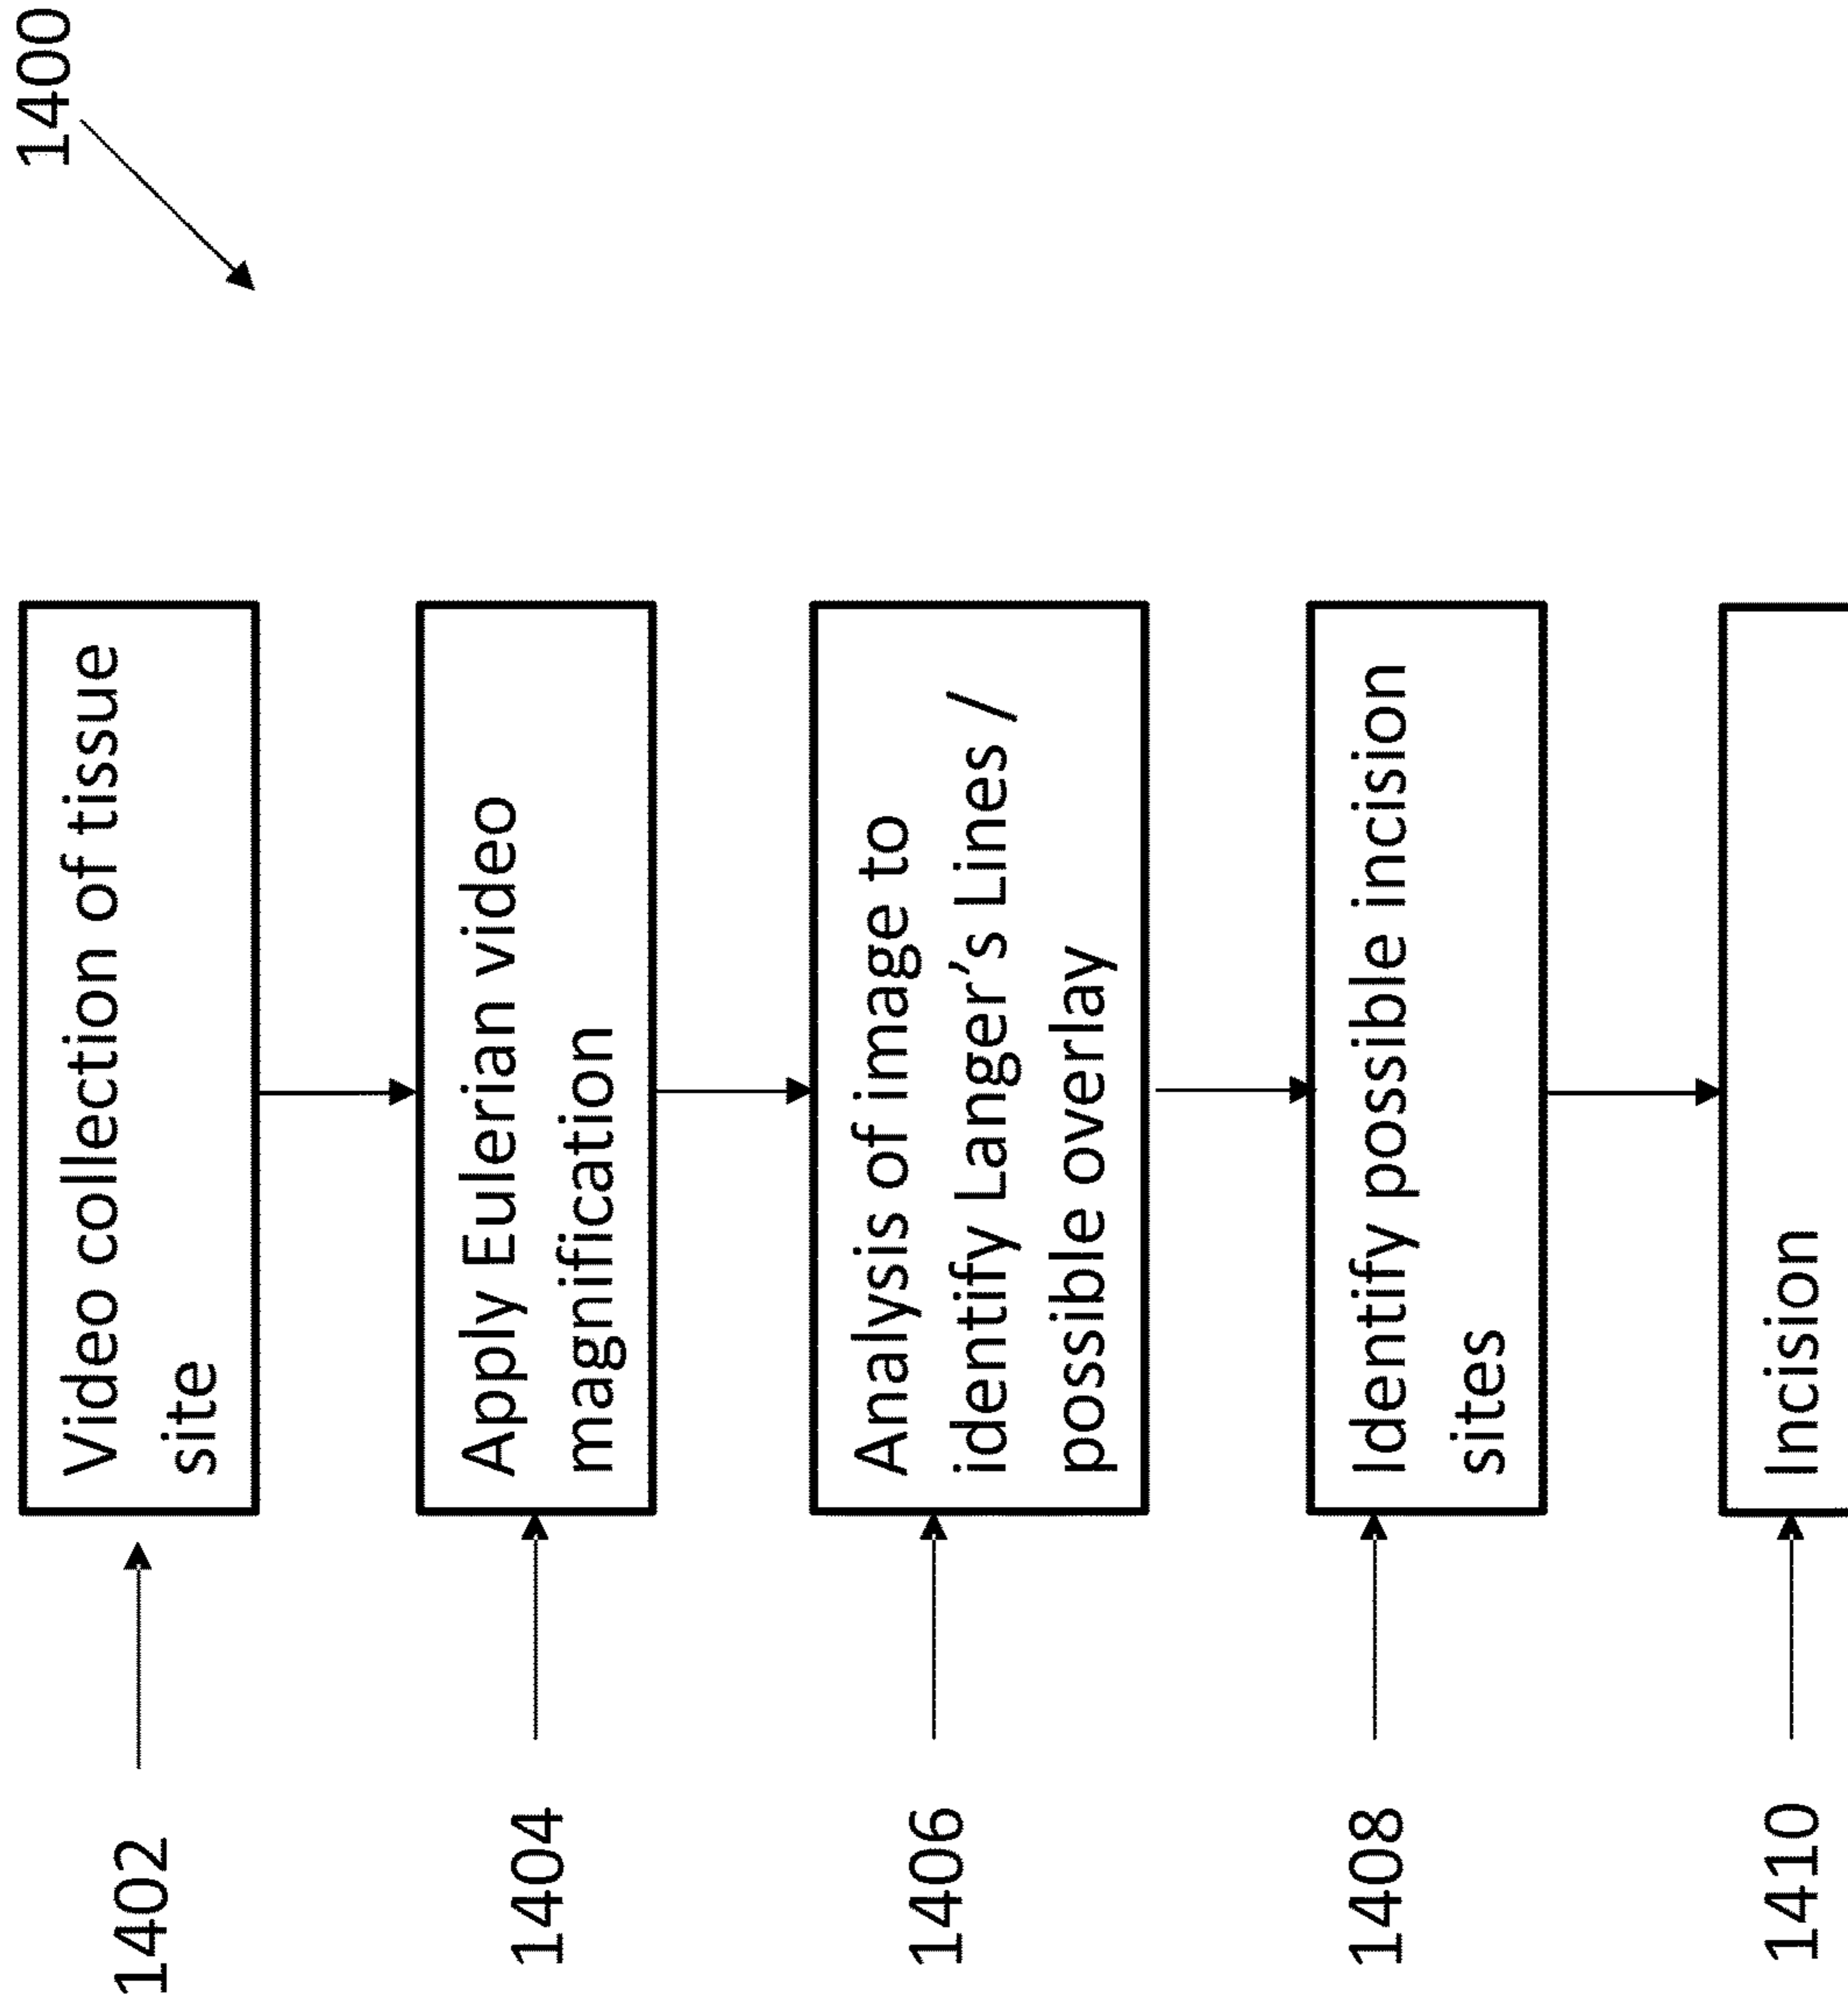 1400
1402
Video collection of tissue
site
1404
Apply Eulerian video
magnification
1406
Analysis of image to
identify Langer’s Lines /
possible overlay
1408
Identify possible incision
sites
1410
Incision